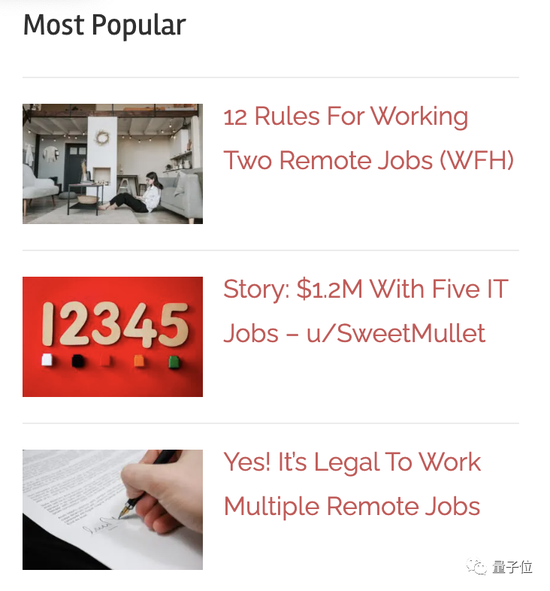 Most Popular
12 Rules For Working
Two Remote Jobs (WFH)
12345
Story: $1.2M With Five IT
Jobs – u/SweetMullet
Yes! It's Legal To Work
Multiple Remote Jobs
量子位